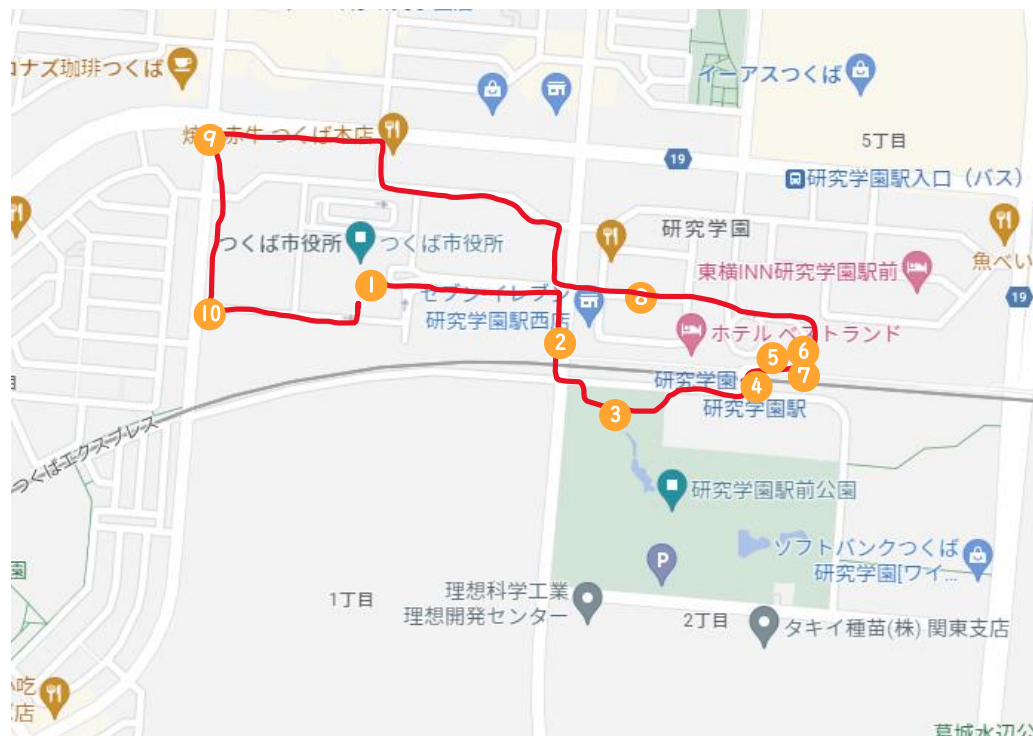 コナズ珈琲つくば
イーアスつくば
つくば本店
5丁目
19
研究学園駅入口（バス）
9
研究学園
つくば市役所
つくば市役所
東横INN研究学園駅前
魚べい
1
セブン-イレブン
研究学園駅西店
8
19
10
ホテル ベストランド
2
5
6
研究学園
4
7
研究学園駅
3
つくばエクスプレス
研究学園駅前公園
P
ソフトバンクつくば
研究学園[ワイ...
園
1丁目
理想科学工業
理想開発センター
2丁目
タキイ種苗(株) 関東支店
店
葛城水辺公